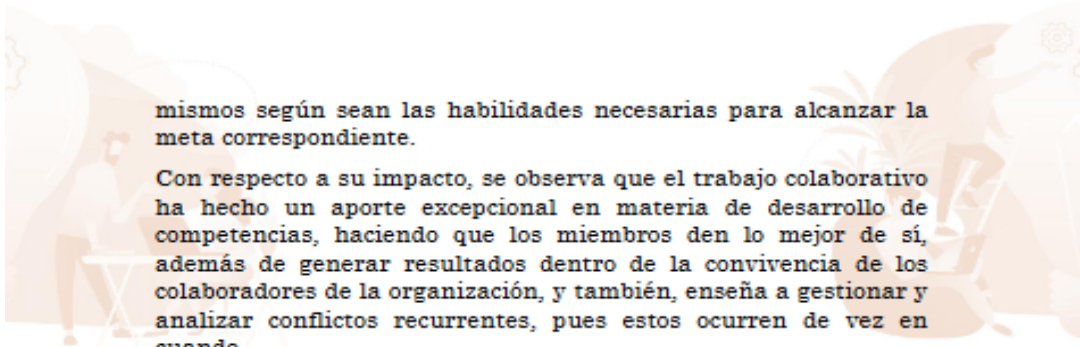 mismos según sean las habilidades necesarias para alcanzar la
meta correspondiente.
Con respecto a su impacto, se observa que el trabajo colaborativo
ha hecho un aporte excepcional en materia de desarrollo de
competencias, haciendo que los miembros den lo mejor de sí,
además de generar resultados dentro de la convivencia de los
colaboradores de la organización, y también, enseña a gestionar y
analizar conflictos recurrentes, pues estos ocurren de vez en
cuando.